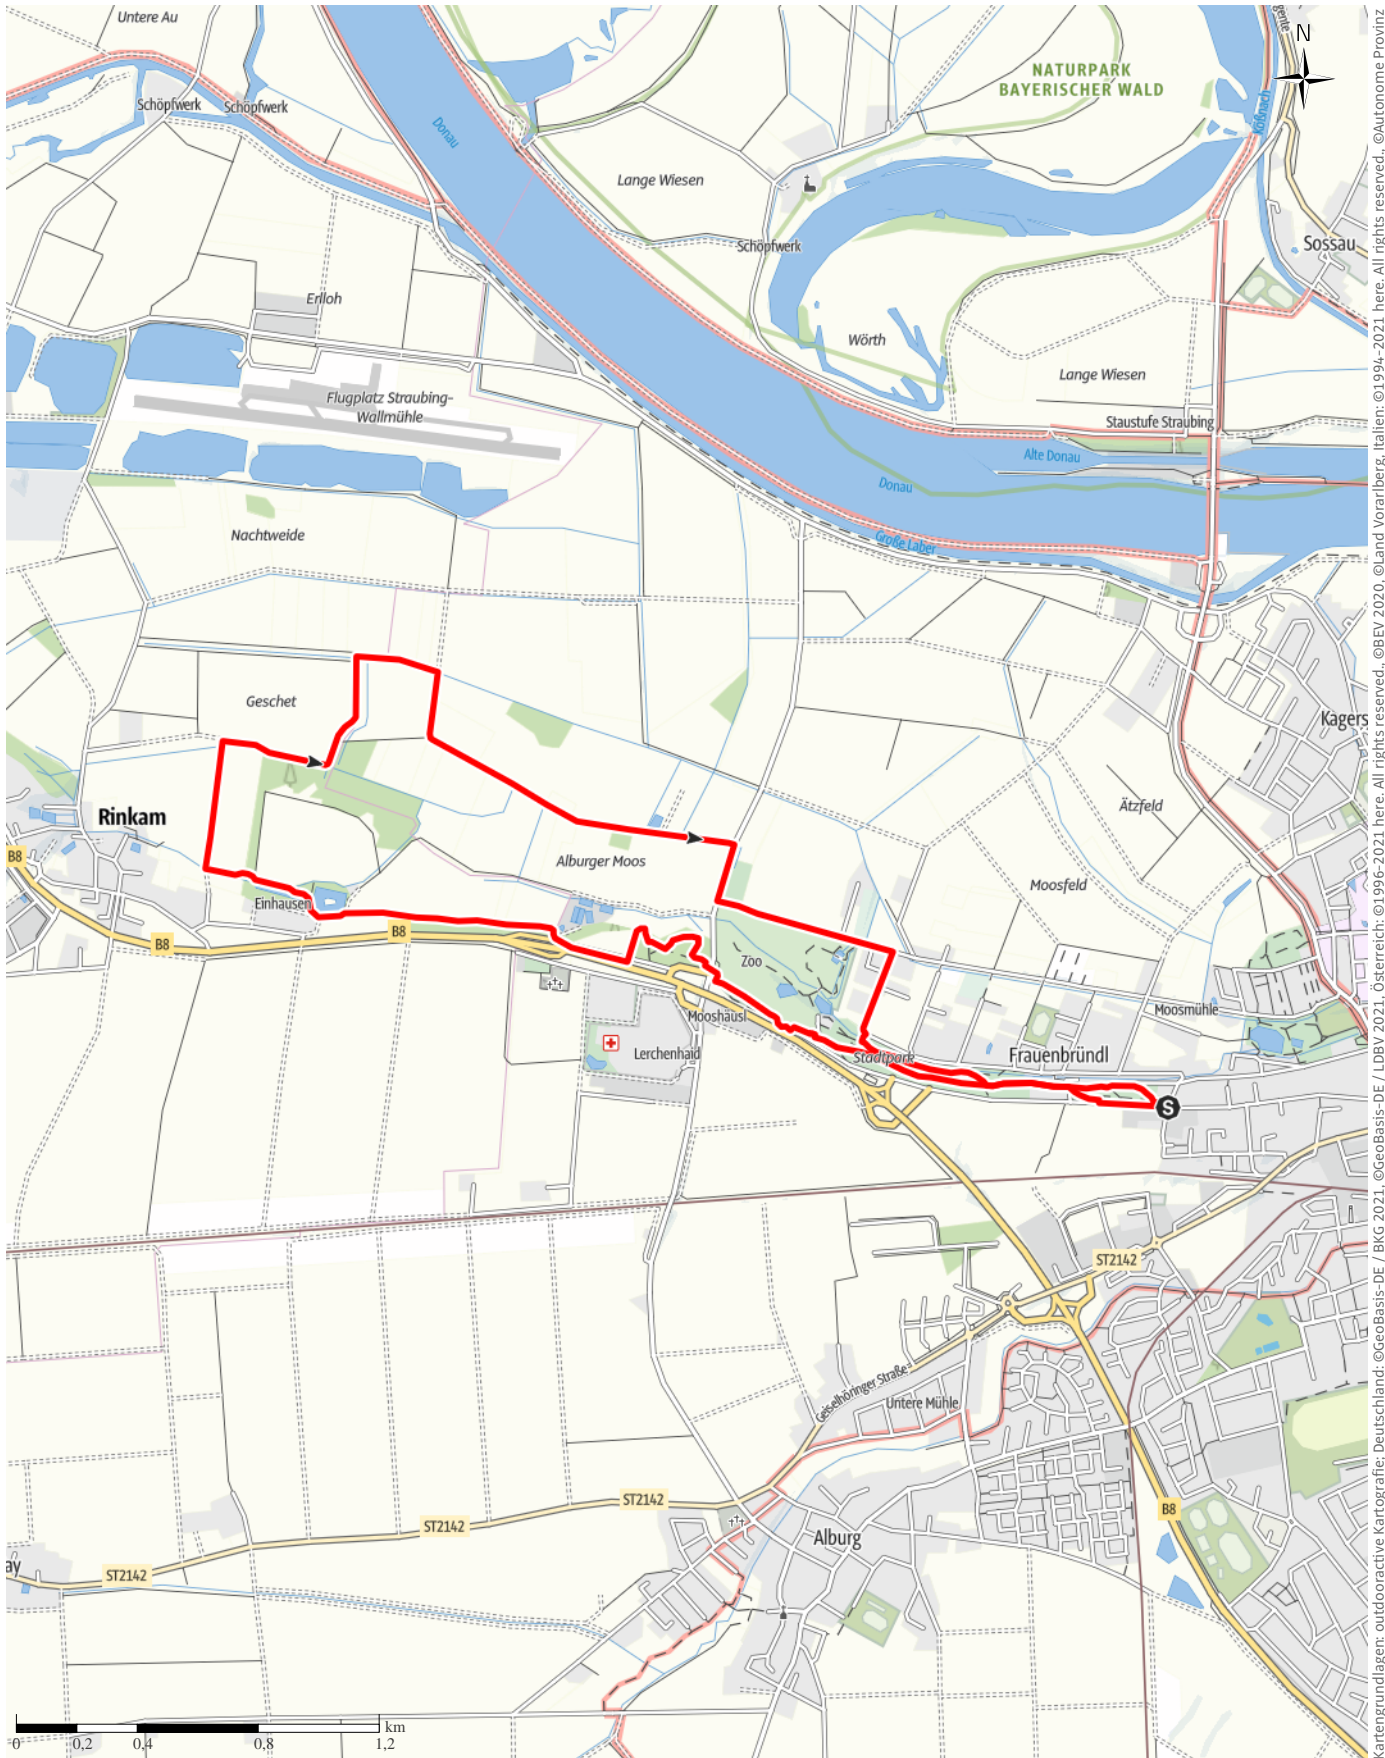 Untere Au
gente
N
NATURPARK
BAYERISCHER WALD
Schöpfwerk
Schöpfwerk
Donau
Kößnach
Lange Wiesen
Sossau
Schöpfwerk
Erlloh
Wörth
Lange Wiesen
Flugplatz Straubing-
Wallmühle
Staustufe Straubing
Alte Donau
Donau
Nachtweide
Große Laber
Geschet
Kagers
Ätzfeld
Rinkam
B8
Alburger Moos
Moosfeld
Einhausen
B8
B8
Zoo
Mooshäusl
Moosmühle
Lerchenhaid
Stadtpark
Frauenbründl
S
ST2142
Geiselhöringer Straße
Untere Mühle
ST2142
B8
ST2142
Alburg
ay
ST2142
km
0
0,2
0,4
0,8
1,2
artengrundlagen: outdooractive Kartografie; Deutschland: ©GeoBasis-DE / BKG 2021, ©GeoBasis-DE / LDBV 2021, Österreich: ©1996-2021 here. All rights reserved., ©BEV 2020, ©Land Vorarlberg, Italien: ©1994-2021 here. All rights reserved., ©Autonome Provinz